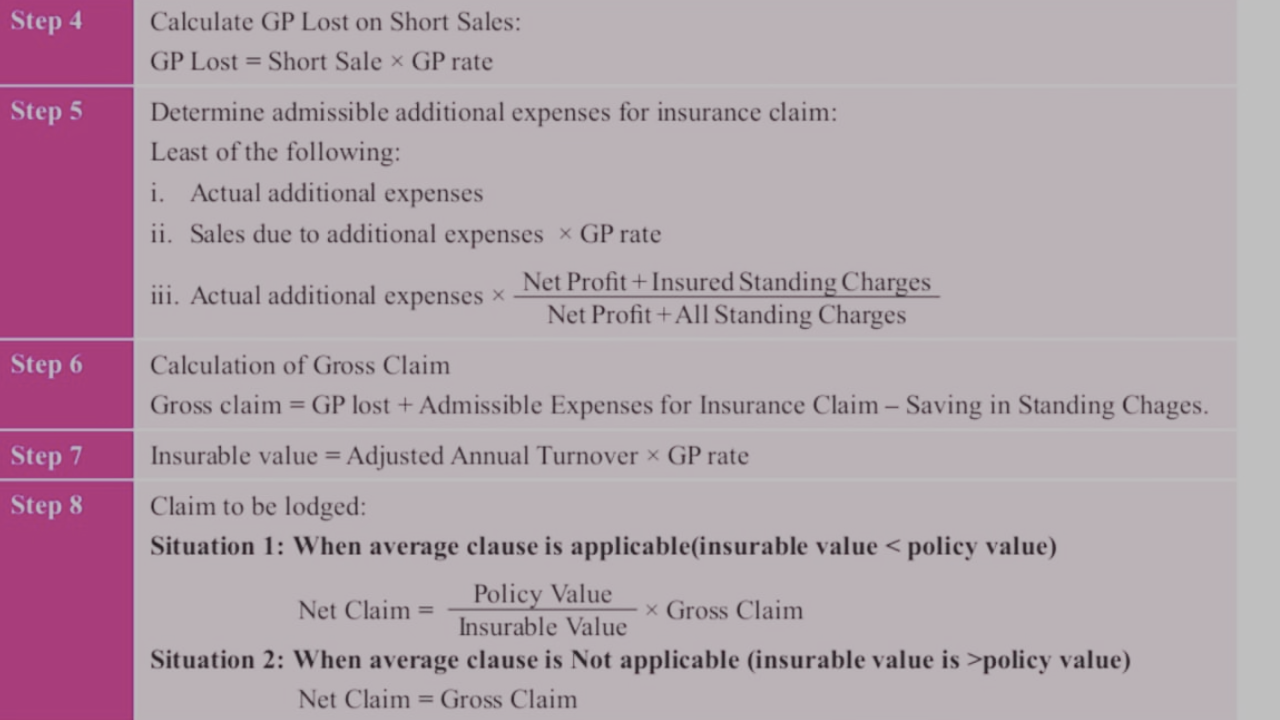 Step 4
Calculate GP Lost on Short Sales:
GP Lost = Short Sale × GP rate
Step 5
Determine admissible additional expenses for insurance claim:
Least of the following:
i. Actual additional expenses
ii. Sales due to additional expenses × GP rate
iii. Actual additional expenses × Net Profit + Insured Standing Charges
Net Profit + All Standing Charges
Step 6
Calculation of Gross Claim
Gross claim = GP lost + Admissible Expenses for Insurance Claim – Saving in Standing Chages.
Step 7
Insurable value = Adjusted Annual Turnover × GP rate
Step 8
Claim to be lodged:
Situation 1: When average clause is applicable(insurable value < policy value)
Net Claim = Policy Value × Gross Claim
Insurable Value
Situation 2: When average clause is Not applicable (insurable value is >policy value)
Net Claim = Gross Claim